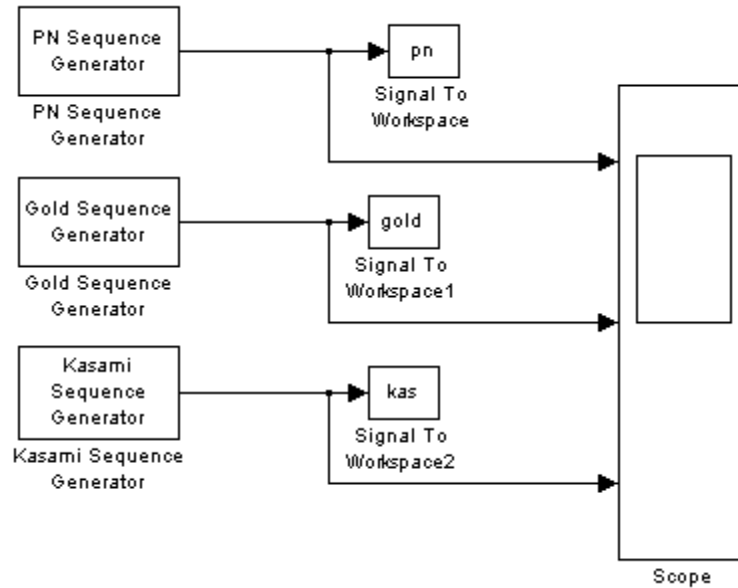 PN Sequence
Generator
PN Sequence
Generator
pn
Signal To
Workspace
Gold Sequence
Generator
Gold Sequence
Generator
gold
Signal To
Workspace1
Kasami
Sequence
Generator
Kasami Sequence
Generator
kas
Signal To
Workspace2
Scope